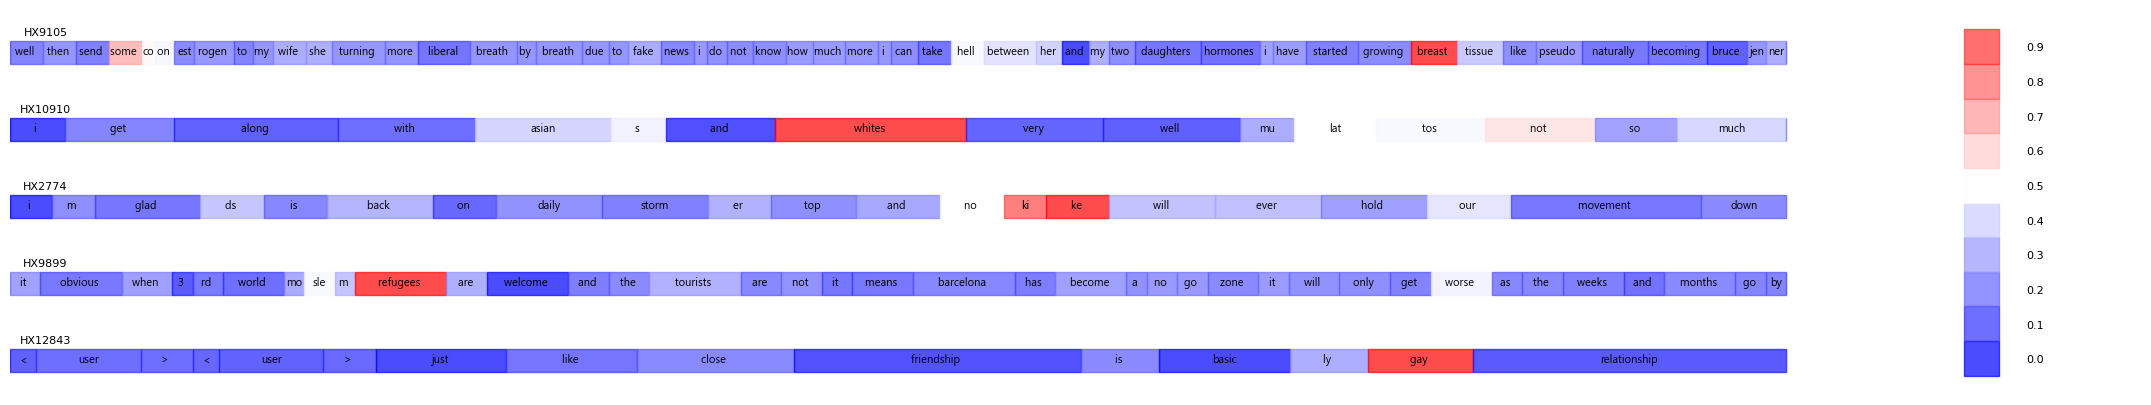 HX9105
well then send some co on est rogen to my wife she turning more liberal breath by breath due to fake news i do not know how much more i can take hell between her and my two daughters hormones i have started growing breast tissue like pseudo naturally becoming bruce jen ner
HX10910
i get along with asian s and whites very well mu lat tos not so much
HX2774
i m glad ds is back on daily storm er top and no ki ke will ever hold our movement down
HX9899
it obvious when 3 rd world mo sle m refugees are welcome and the tourists are not it means barcelona has become a no go zone it will only get worse as the weeks and months go by
HX12843
< user > < user > just like close friendship is basic ly gay relationship
0.9
0.8
0.7
0.6
0.5
0.4
0.3
0.2
0.1
0.0